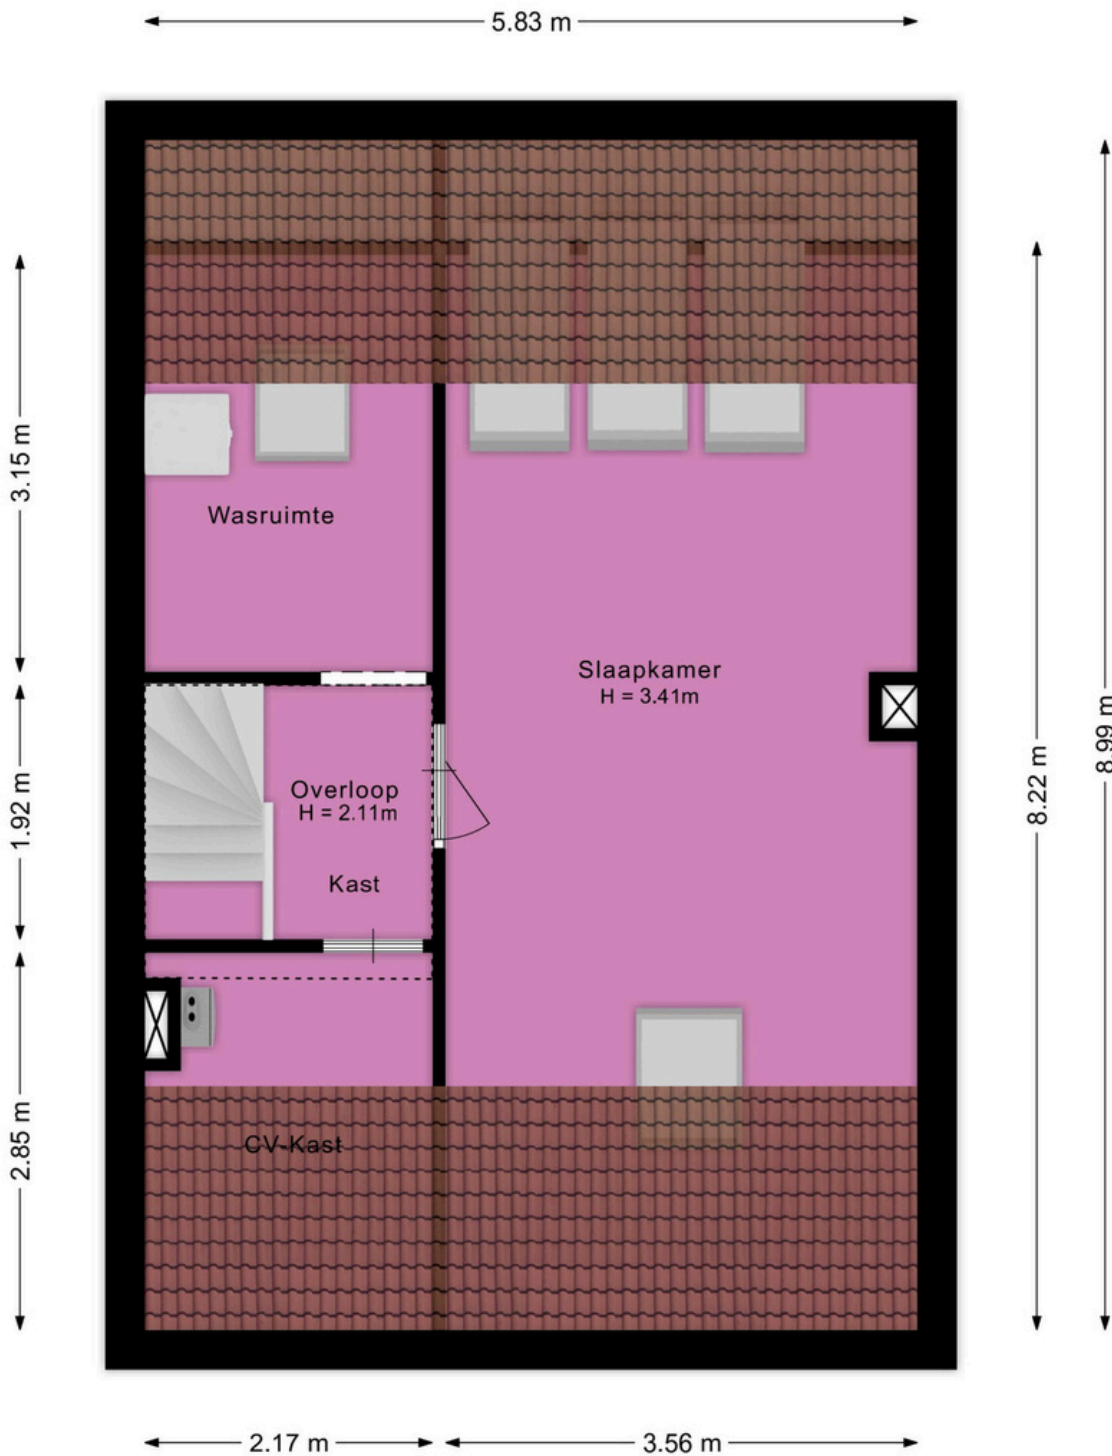 5.83 m
3.15 m
Wasruimte
Slaapkamer
H = 3.41m
8.99 m
8.22 m
1.92 m
Overloop
H = 2.11m
Kast
2.85 m
CV-Kast
2.17 m
3.56 m